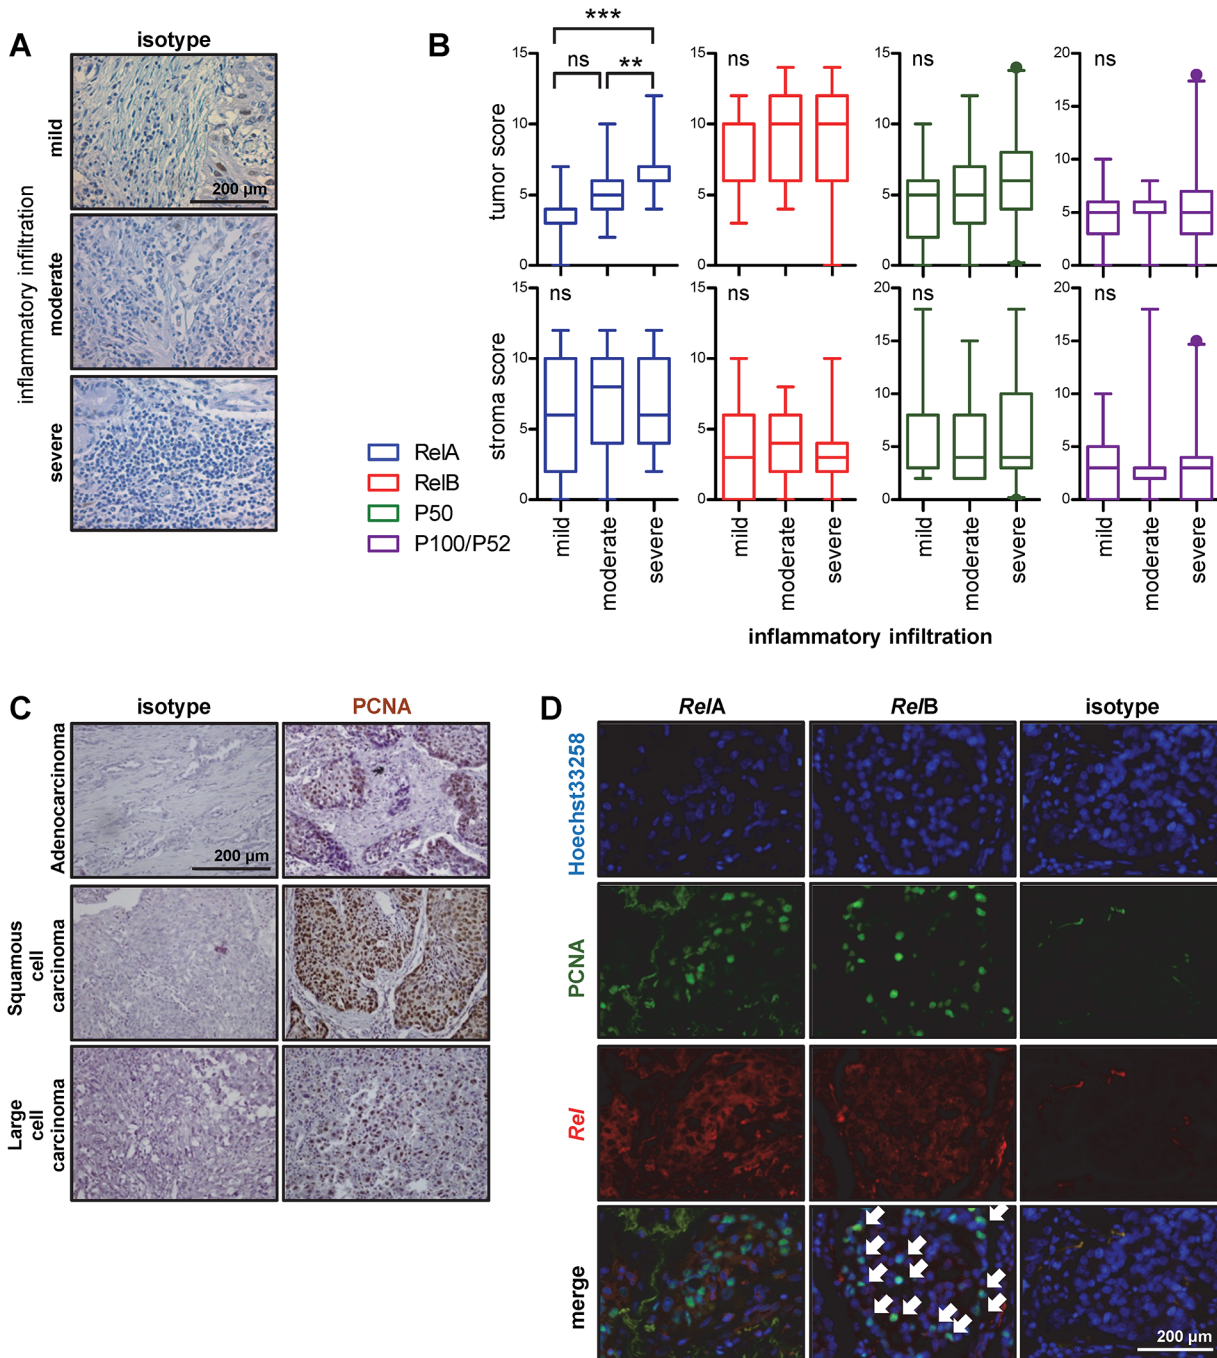 A
isotype
inflammatory infiltration
mild
200 µm
moderate
severe
B
tumor score
15
10
5
0
***
ns
**
15
10
5
0
ns
15
10
5
0
ns
20
15
10
5
0
ns
stroma score
15
10
5
0
ns
15
10
5
0
ns
20
15
10
5
0
ns
20
15
10
5
0
ns
RelA
RelB
P50
P100/P52
mild
moderate
severe
mild
moderate
severe
mild
moderate
severe
mild
moderate
severe
inflammatory infiltration
C
isotype
PCNA
Adenocarcinoma
200 µm
Squamous
cell
carcinoma
Large
cell
carcinoma
D
RelA
RelB
isotype
Hoechst33258
PCNA
Rel
merge
200 µm